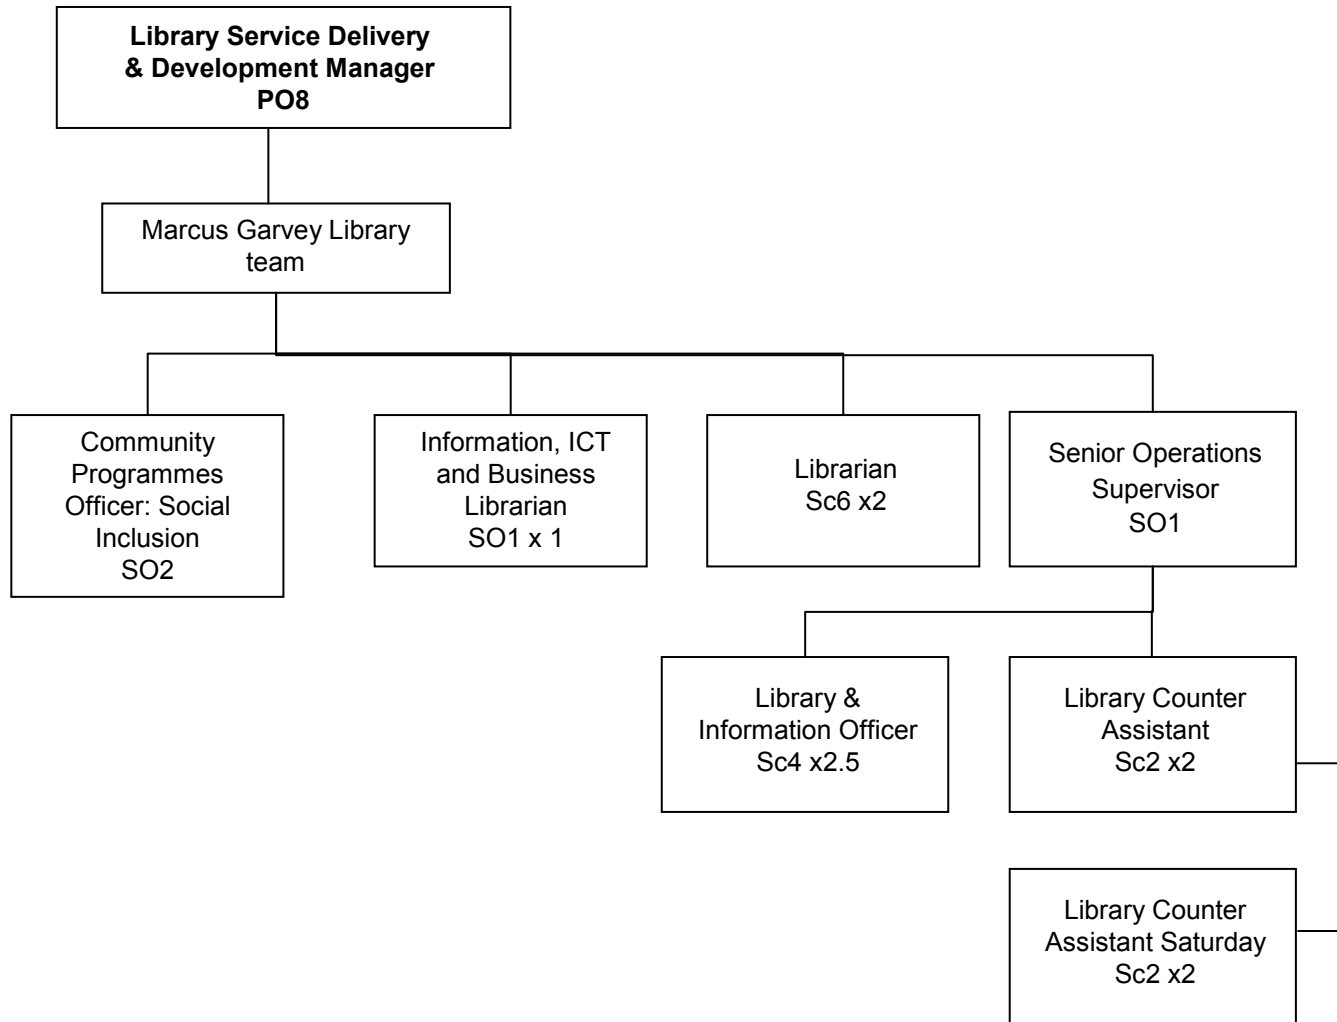 Library Service Delivery
& Development Manager
PO8
Marcus Garvey Library
team
Community
Programmes
Officer: Social
Inclusion
SO2
Information, ICT
and Business
Librarian
SO1 x 1
Librarian
Sc6 x2
Senior Operations
Supervisor
SO1
Library &
Information Officer
Sc4 x2.5
Library Counter
Assistant
Sc2 x2
Library Counter
Assistant Saturday
Sc2 x2